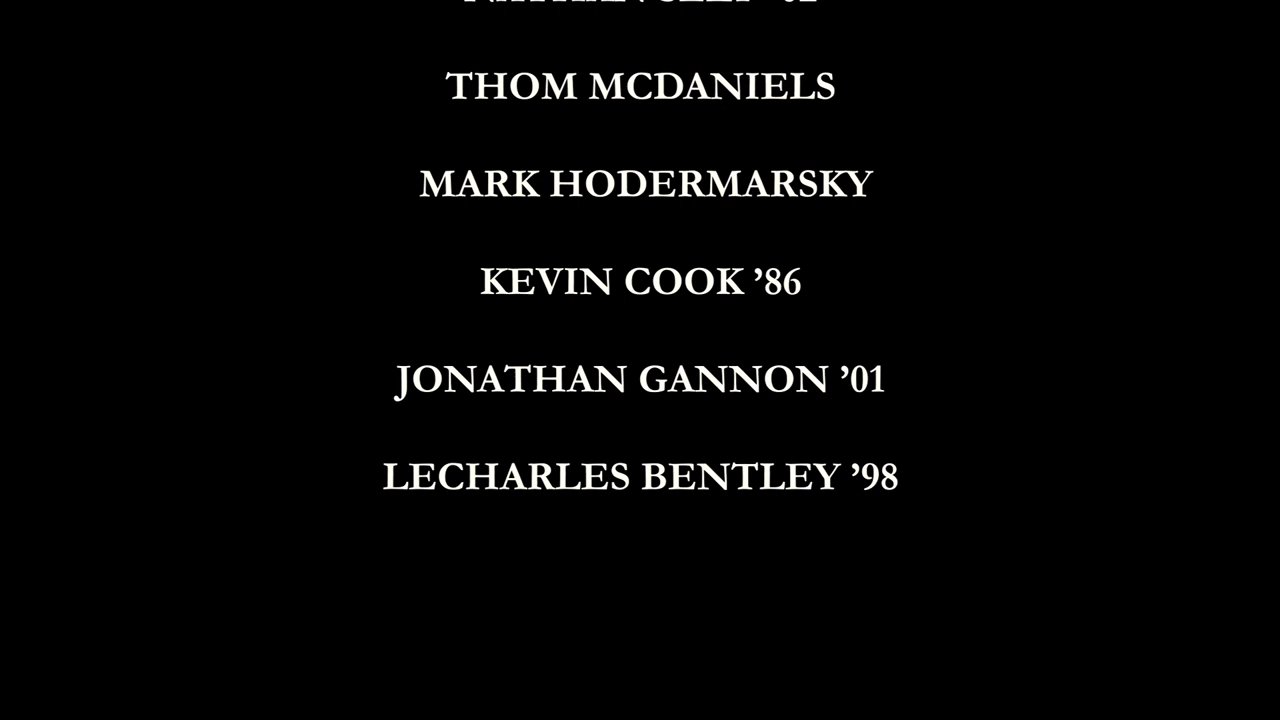 THOM MCDANIELS
MARK HODERMARSKY
KEVIN COOK ’86
JONATHAN GANNON ’01
LECHARLES BENTLEY ’98